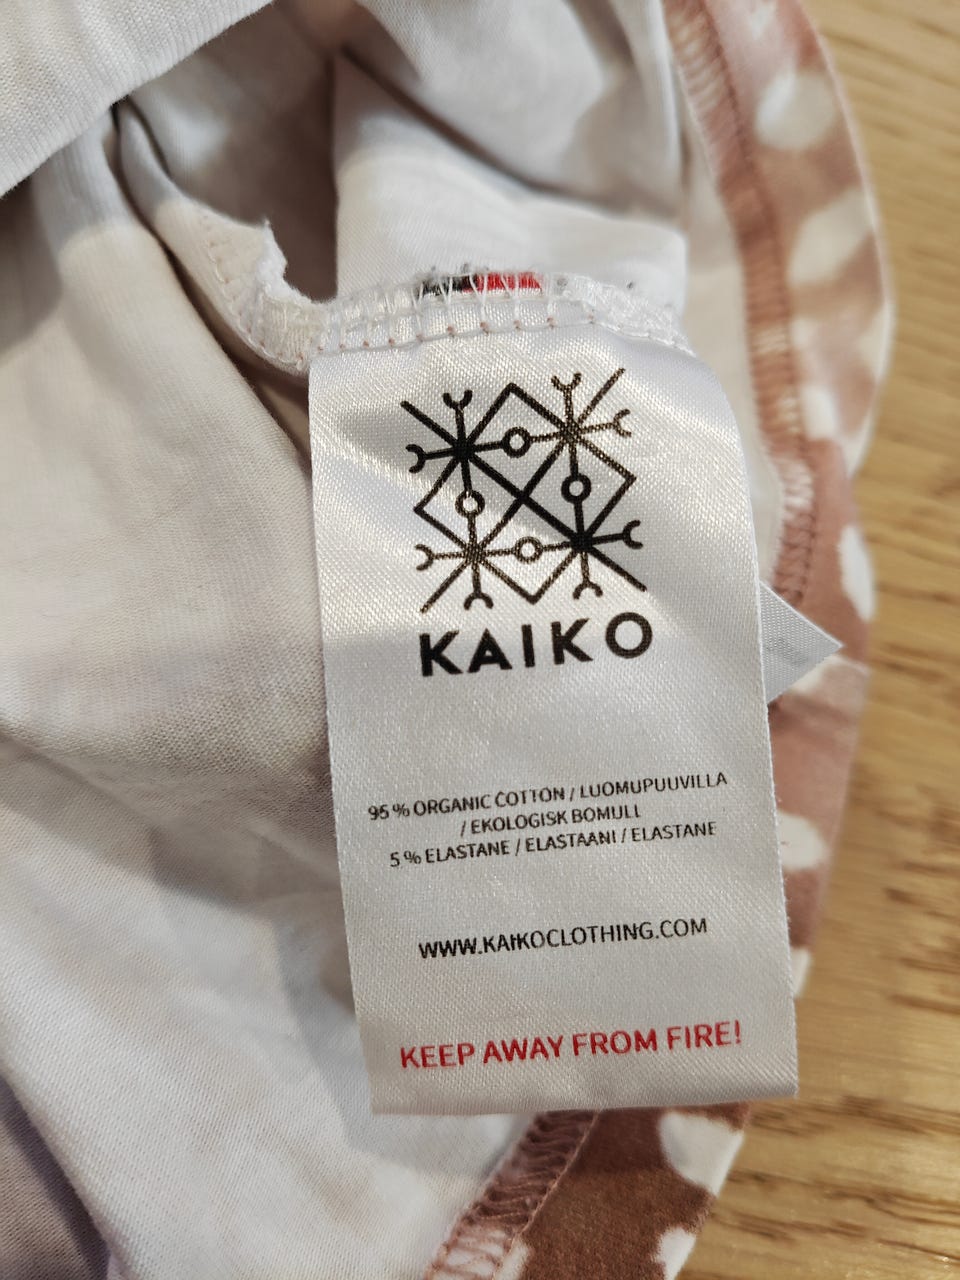 KAIKO
95 % ORGANIC COTTON / LUOMUPUUVILLA
/ EKOLOGISK BOMULL
5 % ELASTANE / ELASTAANI / ELASTANE
WWW.KAIKOCLOTHING.COM
KEEP AWAY FROM FIRE!